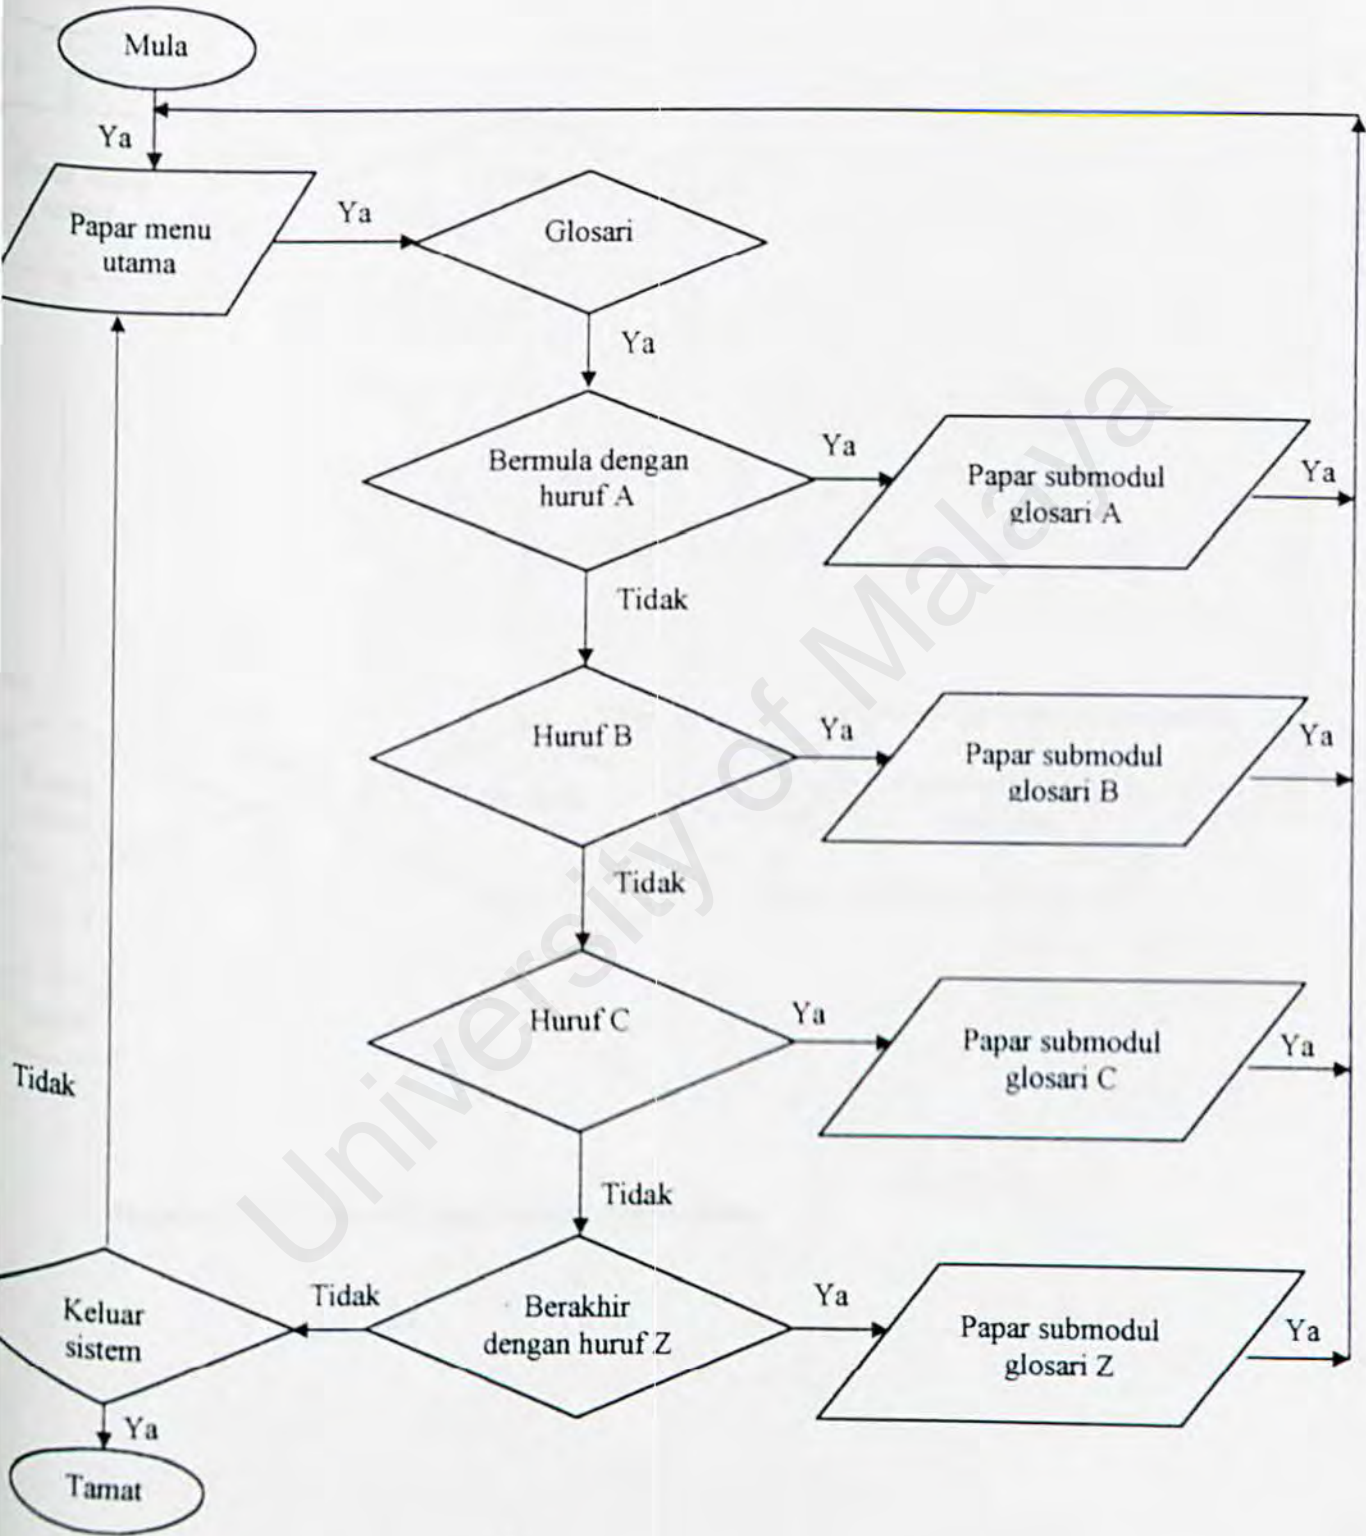 Mula
Ya
Papar menu
utama
Ya
Glosari
Ya
Bermula dengan
huruf A
Ya
Papar submodul
glosari A
Ya
Tidak
Huruf B
Ya
Papar submodul
glosari B
Ya
Tidak
Huruf C
Ya
Papar submodul
glosari C
Ya
Tidak
Tidak
Berakhir
dengan huruf Z
Ya
Papar submodul
glosari Z
Ya
Tidak
Keluar
sistem
Ya
Tamat
University of Malaya